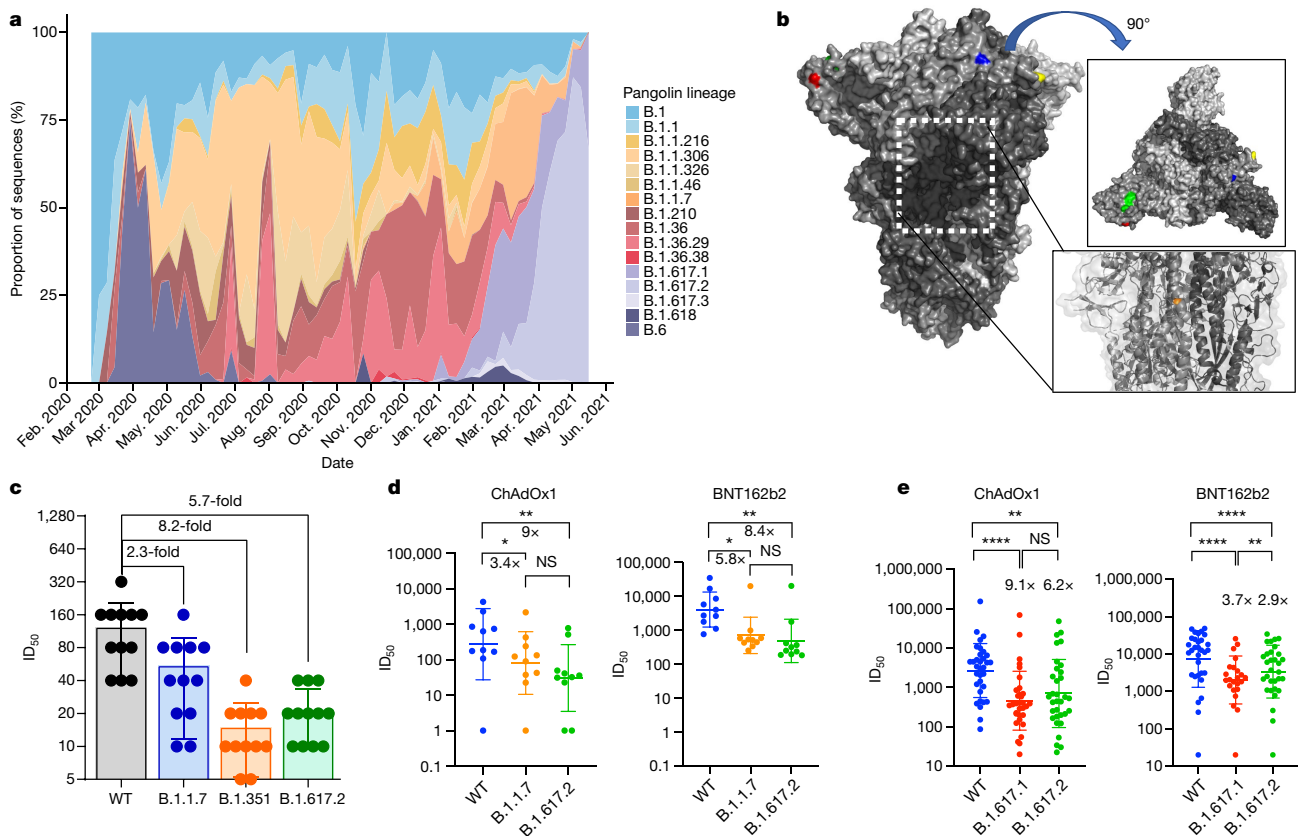 a
100
75
50
25
0
Proportion of sequences (%)
Feb. 2020
Mar 2020
Apr. 2020
May. 2020
Jun. 2020
Jul. 2020
Aug. 2020
Sep. 2020
Oct. 2020
Nov. 2020
Dec. 2020
Jan. 2021
Feb. 2021
Mar. 2021
Apr. 2021
May 2021
Jun. 2021
Date
Pangolin lineage
B.1
B.1.1
B.1.1.216
B.1.1.306
B.1.1.326
B.1.1.46
B.1.1.7
B.1.210
B.1.36
B.1.36.29
B.1.36.38
B.1.617.1
B.1.617.2
B.1.617.3
B.1.618
B.6
b
90°
c
5.7-fold
8.2-fold
2.3-fold
1,280
640
320
160
80
40
20
10
5
ID50
WT
B.1.1.7
B.1.351
B.1.617.2
d
ChAdOx1
**
9×
*
NS
3.4×
100,000
10,000
1,000
100
10
1
0.1
ID50
WT
B.1.1.7
B.1.617.2
BNT162b2
**
8.4×
*
NS
5.8×
100,000
10,000
1,000
100
10
1
0.1
ID50
WT
B.1.1.7
B.1.617.2
e
ChAdOx1
**
****
NS
9.1×
6.2×
1,000,000
100,000
10,000
1,000
100
10
ID50
WT
B.1.617.1
B.1.617.2
BNT162b2
****
****
**
3.7×
2.9×
1,000,000
100,000
10,000
1,000
100
10
ID50
WT
B.1.617.1
B.1.617.2